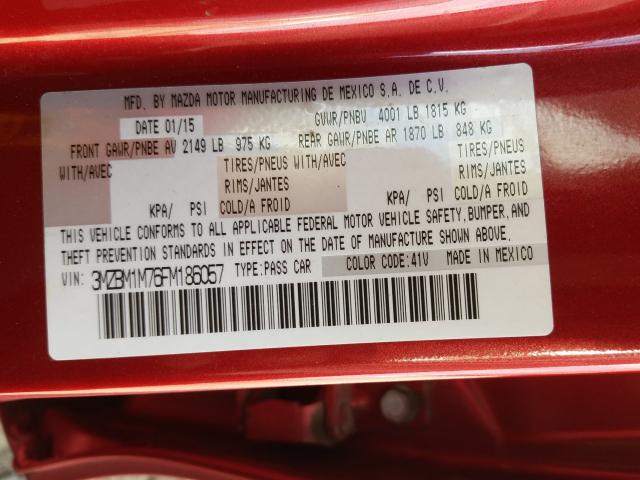 MFD. BY MAZDA MOTOR MANUFACTURING DE MEXICO S.A. DE C.V.
DATE 01/15 GVWR/PNBV 4001 LB 1815 KG
FRONT GAWR/PNBE AV 2149 LB 975 KG REAR GAWR/PNBE AR 1870 LB 848 KG
WITH/AVEC TIRES/PNEUS WITH/AVEC TIRES/PNEUS
RIMS/JANTES RIMS/JANTES
KPA/ PSI COLD/A FROID KPA/ PSI COLD/A FROID
THIS VEHICLE CONFORMS TO ALL APPLICABLE FEDERAL MOTOR VEHICLE SAFETY, BUMPER, AND
THEFT PREVENTION STANDARDS IN EFFECT ON THE DATE OF MANUFACTURE SHOWN ABOVE.
VIN: 3MZBM1M76FM186057 TYPE:PASS CAR COLOR CODE:41V MADE IN MEXICO